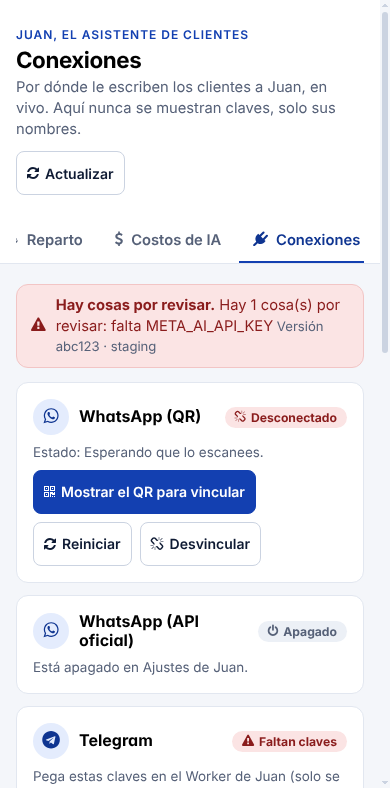 JUAN, EL ASISTENTE DE CLIENTES
Conexiones
Por dónde le escriben los clientes a Juan, en
vivo. Aquí nunca se muestran claves, solo sus
nombres.
Actualizar
Reparto
Costos de IA
Conexiones
Hay cosas por revisar. Hay 1 cosa(s) por
revisar: falta META_AI_API_KEY Versión
abc123 · staging
WhatsApp (QR)
Desconectado
Estado: Esperando que lo escanees.
Mostrar el QR para vincular
Reiniciar
Desvincular
WhatsApp (API
oficial)
Apagado
Está apagado en Ajustes de Juan.
Telegram
Faltan claves
Pega estas claves en el Worker de Juan (solo se